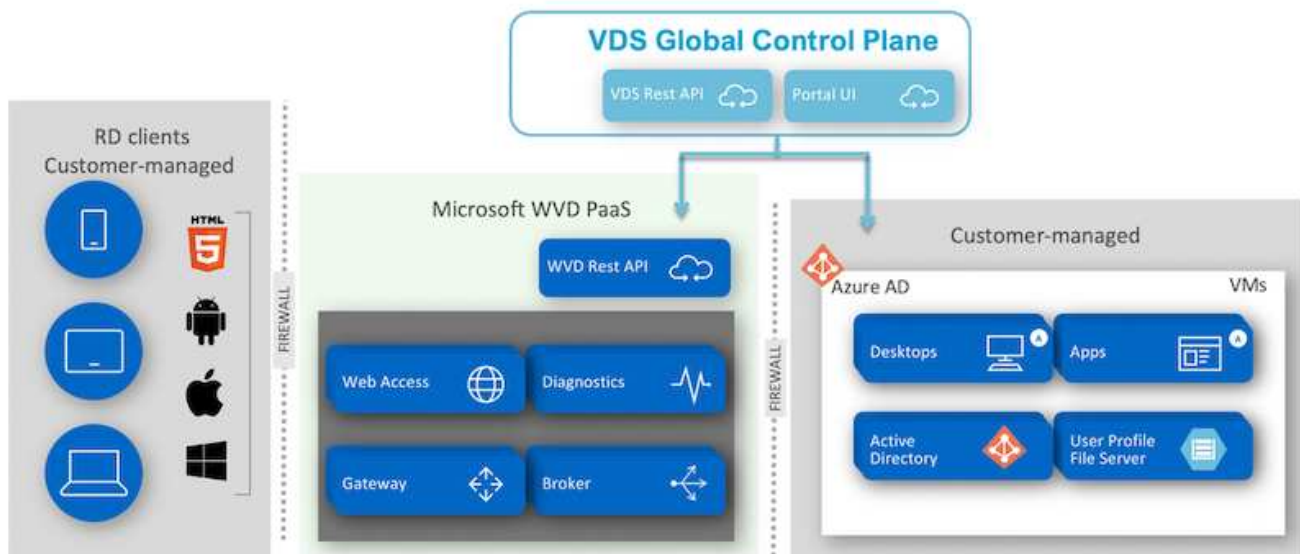 VDS Global Control Plane
VDS Rest API
Portal UI
RD clients
Customer-managed
HTML
5
FIREWALL
Microsoft WVD PaaS
WVD Rest API
Web Access
Diagnostics
Gateway
Broker
FIREWALL
Customer-managed
Azure AD
VMs
Desktops
A
Apps
A
Active
Directory
User Profile
File Server